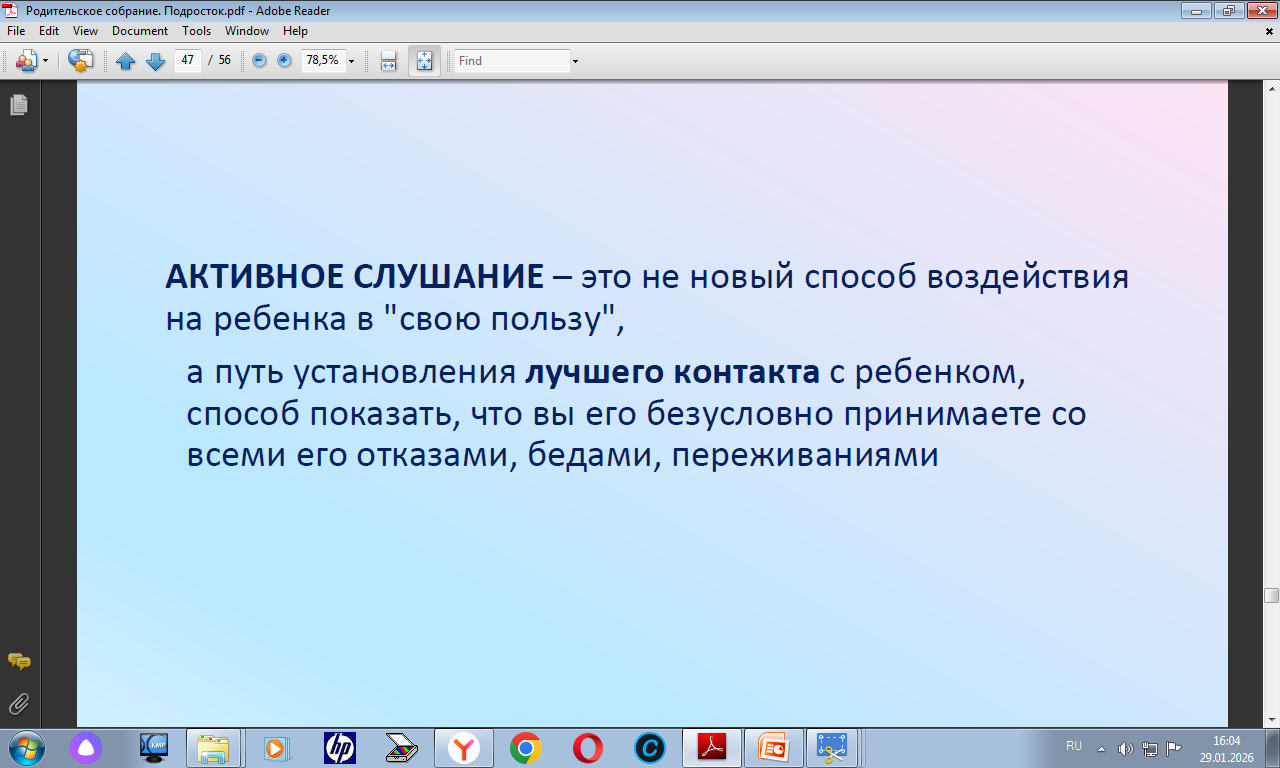 Родительское собрание. Подросток.pdf - Adobe Reader
File Edit View Document Tools Window Help
47 / 56 78,5% Find
АКТИВНОЕ СЛУШАНИЕ – это не новый способ воздействия
на ребенка в "свою пользу",
а путь установления лучшего контакта с ребенком,
способ показать, что вы его безусловно принимаете со
всеми его отказами, бедами, переживаниями
KMP
hp
RU
16:04
29.01.2026